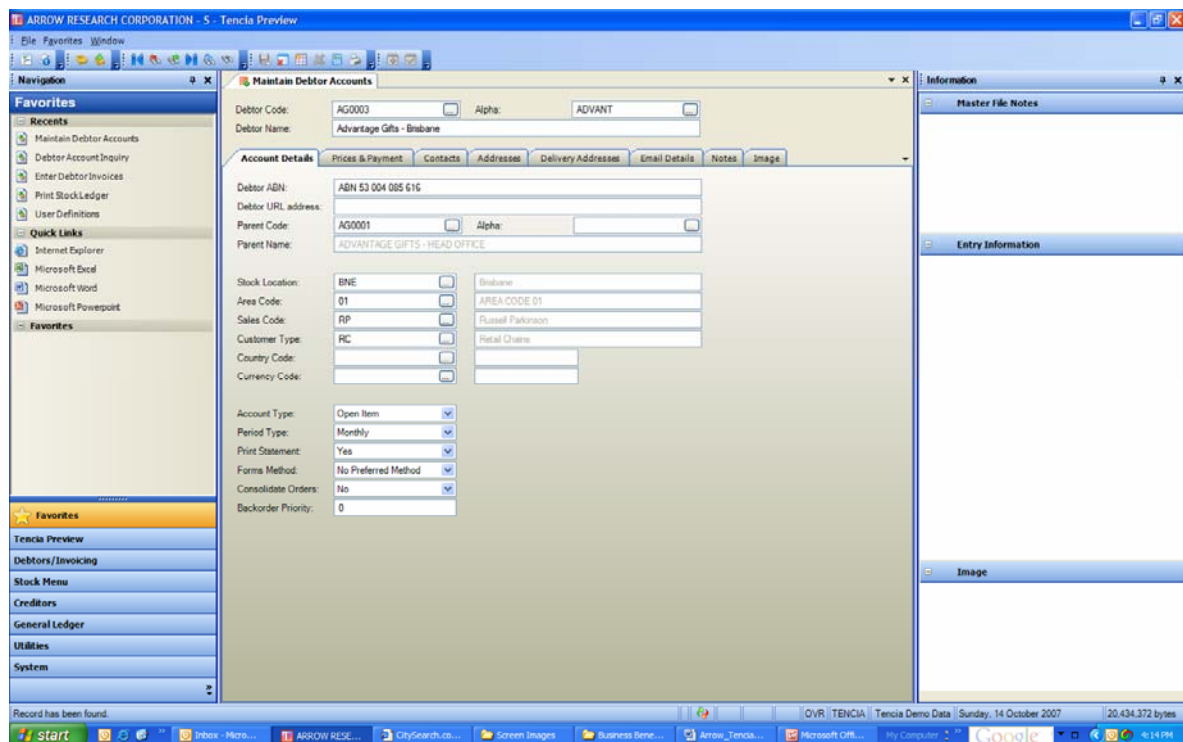 ARROW RESEARCH CORPORATION - S - Tencia Preview
File Favorites Window
Navigation
Favorites
Recents
Maintain Debtor Accounts
Debtor Account Inquiry
Enter Debtor Invoices
Print Stock Ledger
User Definitions
Quick Links
Internet Explorer
Microsoft Excel
Microsoft Word
Microsoft Powerpoint
Favorites
Favorites
Tencia Preview
Debtors/Invoicing
Stock Menu
Creditors
General Ledger
Utilities
System
Maintain Debtor Accounts
Debtor Code: AG0003 Alpha: ADVANT
Debtor Name: Advantage Gifts - Brisbane
Account Details Prices & Payment Contacts Addresses Delivery Addresses Email Details Notes Image
Debtor ABN: ABN 53 004 085 616
Debtor URL address:
Parent Code: AG0001 Alpha:
Parent Name: ADVANTAGE GIFTS - HEAD OFFICE
Stock Location: BNE Brisbane
Area Code: 01 AREA CODE 01
Sales Code: RP Russell Parkinson
Customer Type: RC Retail Chains
Country Code:
Currency Code:
Account Type: Open Item
Period Type: Monthly
Print Statement: Yes
Forms Method: No Preferred Method
Consolidate Orders: No
Backorder Priority: 0
Information
Master File Notes
Entry Information
Image
Record has been found. OVR TENCIA Tencia Demo Data Sunday, 14 October 2007 20,434,372 bytes
start Inbox - Micro... ARROW RESE... CitySearch.co... Screen Images Business Bene... Arrow_Tencia... Microsoft Offi... My Computer Google 4:14 PM